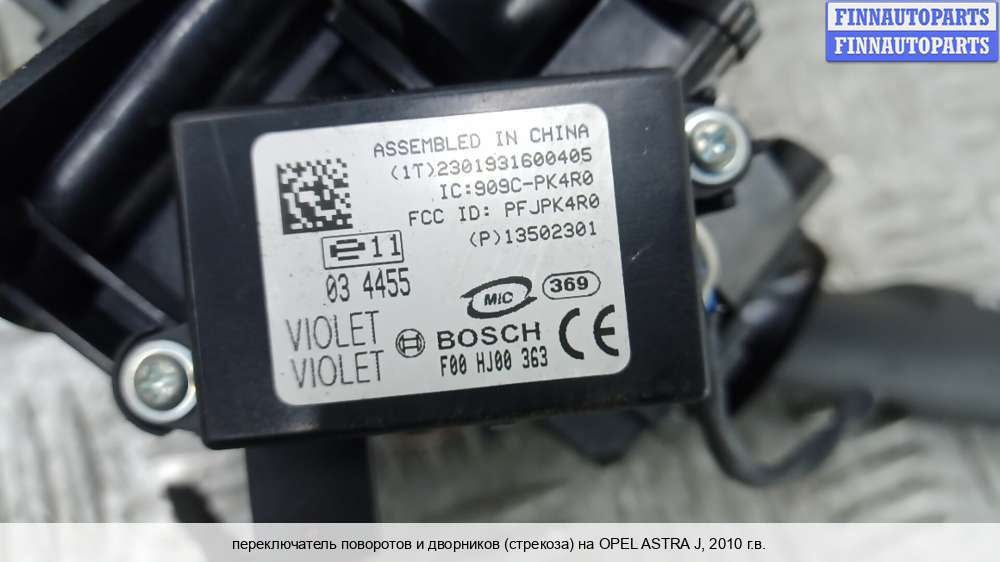 FINNAUTOPARTS
FINNAUTOPARTS
ASSEMBLED IN CHINA
(1T)2301931600405
IC:909C-PK4R0
FCC ID: PFJPK4R0
(P)13502301
e11
03 4455
MIC 369
VIOLET
VIOLET
BOSCH
F00 HJ00 363
CE
переключатель поворотов и дворников (стрекоза) на OPEL ASTRA J, 2010 г.в.